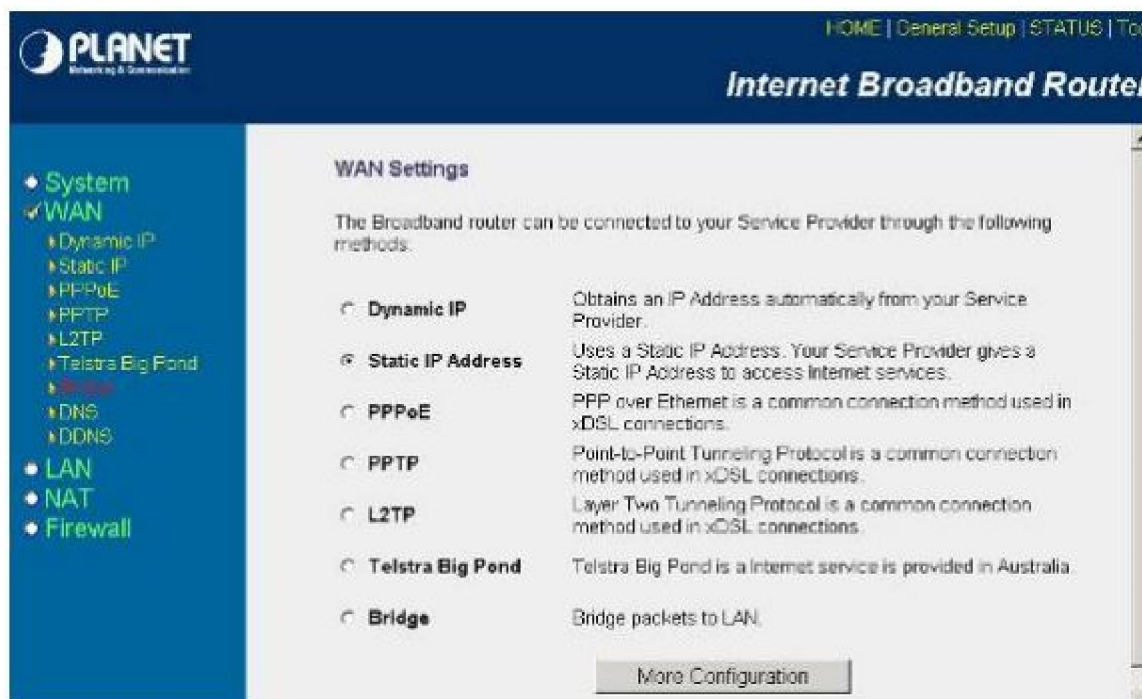 PLANET
Networking & Communication
HOME | General Setup | STATUS | Too
Internet Broadband Router
System
WAN
Dynamic IP
Static IP
PPPoE
PPTP
L2TP
Telstra Big Pond
DNS
DDNS
LAN
NAT
Firewall
WAN Settings
The Broadband router can be connected to your Service Provider through the following
methods:
Dynamic IP
Obtains an IP Address automatically from your Service
Provider.
Static IP Address
Uses a Static IP Address. Your Service Provider gives a
Static IP Address to access Internet services.
PPPoE
PPP over Ethernet is a common connection method used in
xDSL connections.
PPTP
Point-to-Point Tunneling Protocol is a common connection
method used in xDSL connections.
L2TP
Layer Two Tunneling Protocol is a common connection
method used in xDSL connections.
Telstra Big Pond
Telstra Big Pond is a Internet service is provided in Australia.
Bridge
Bridge packets to LAN.
More Configuration